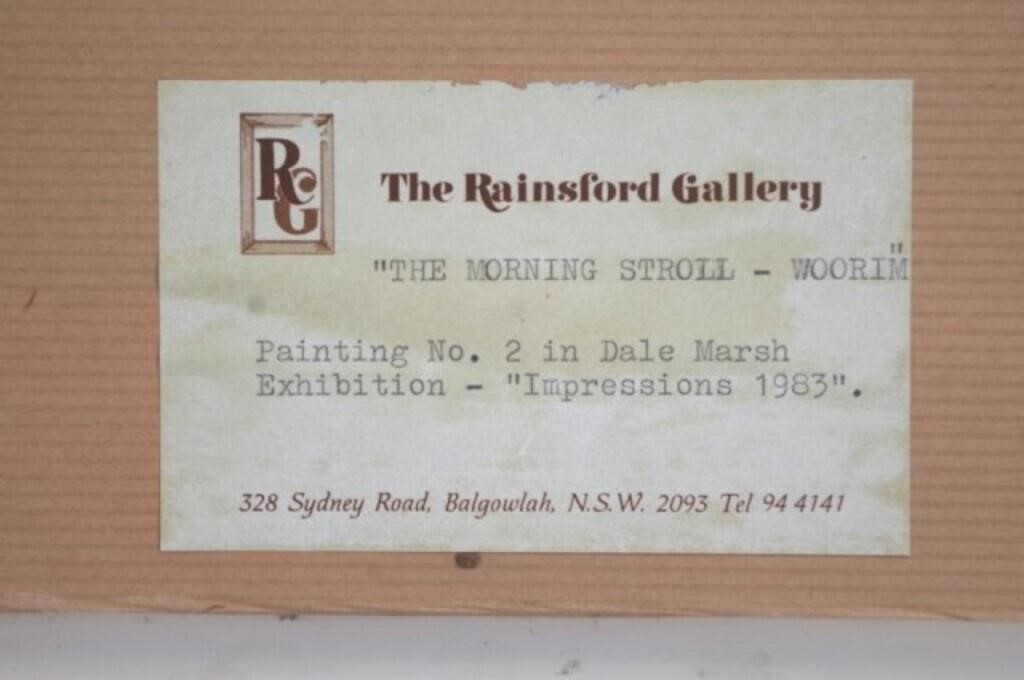 RG
The Rainsford Gallery
"THE MORNING STROLL - WOORIM"
Painting No. 2 in Dale Marsh
Exhibition - "Impressions 1983".
328 Sydney Road, Balgowlah, N.S.W. 2093 Tel 94 4141